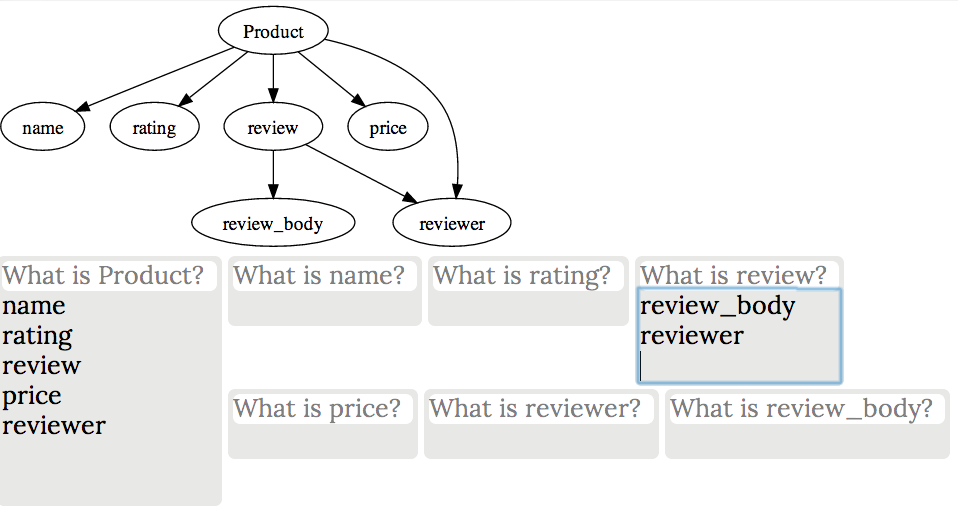 Product
name
rating
review
price
review_body
reviewer
What is Product?
name
rating
review
price
reviewer
What is name?
What is rating?
What is review?
review_body
reviewer
What is price?
What is reviewer?
What is review_body?